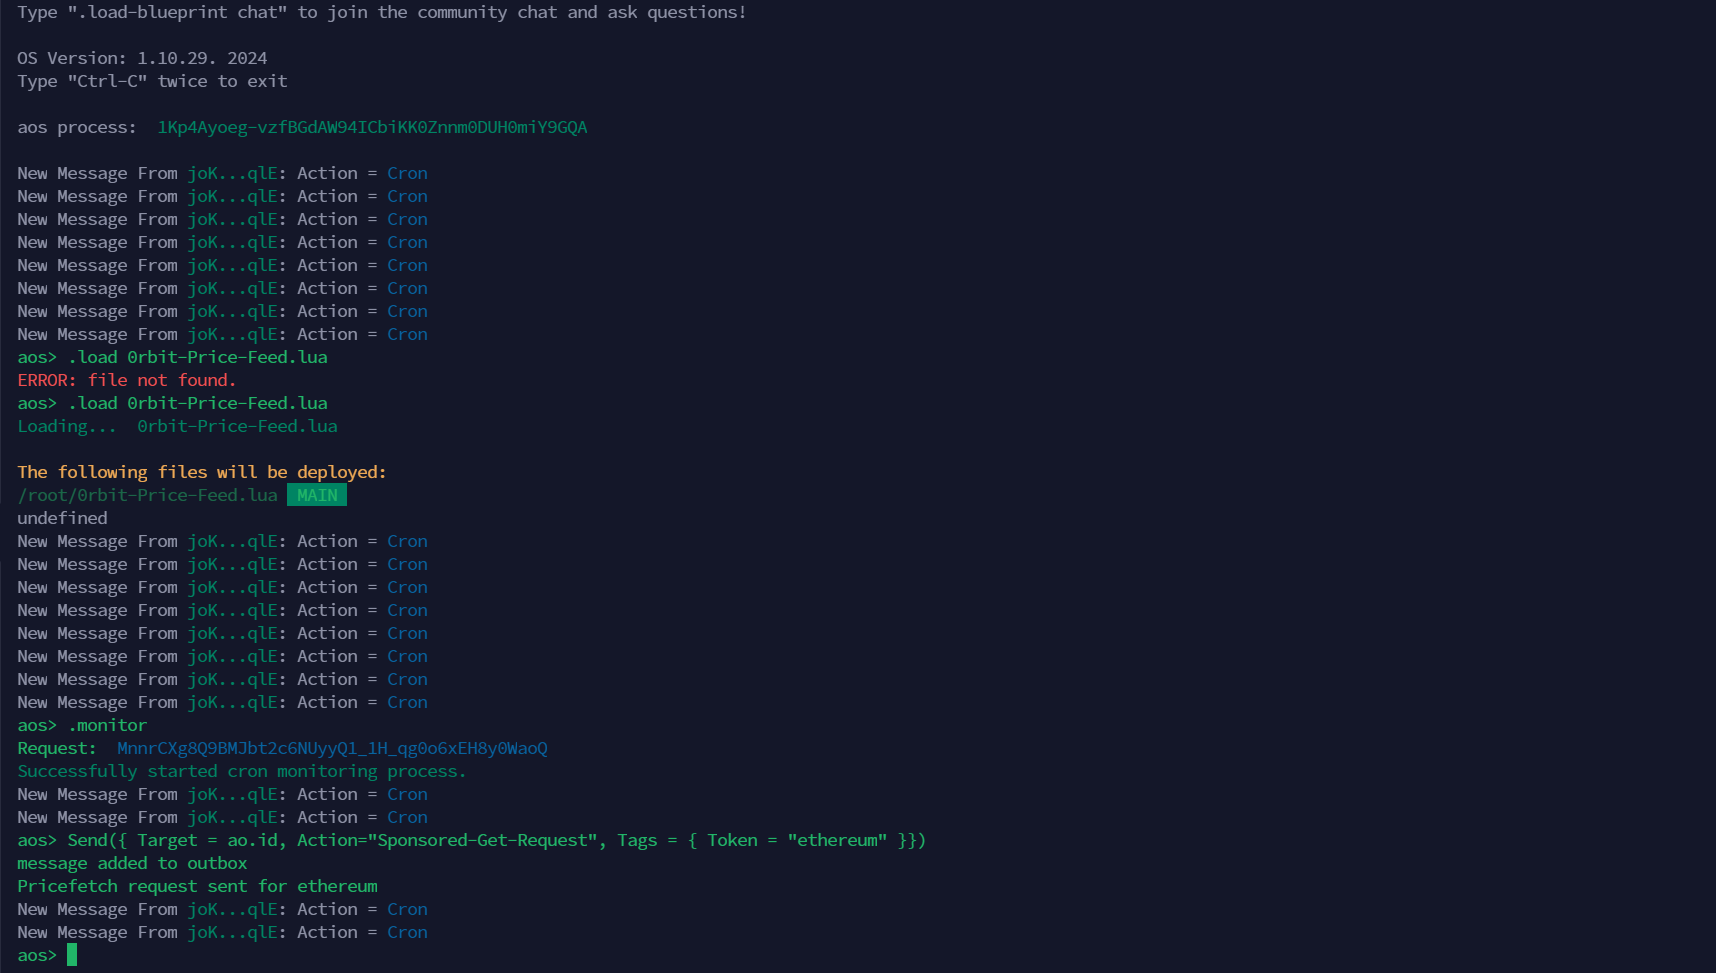 Type ".load-blueprint chat" to join the community chat and ask questions!
OS Version: 1.10.29. 2024
Type "Ctrl-C" twice to exit
aos process:  1Kp4Ayoeg-vzfBGdAW94ICbiKK0Znnm0DUH0miY9GQA
New Message From joK...qlE: Action = Cron
New Message From joK...qlE: Action = Cron
New Message From joK...qlE: Action = Cron
New Message From joK...qlE: Action = Cron
New Message From joK...qlE: Action = Cron
New Message From joK...qlE: Action = Cron
New Message From joK...qlE: Action = Cron
New Message From joK...qlE: Action = Cron
aos> .load 0rbit-Price-Feed.lua
ERROR: file not found.
aos> .load 0rbit-Price-Feed.lua
Loading...  0rbit-Price-Feed.lua
The following files will be deployed:
/root/0rbit-Price-Feed.lua MAIN
undefined
New Message From joK...qlE: Action = Cron
New Message From joK...qlE: Action = Cron
New Message From joK...qlE: Action = Cron
New Message From joK...qlE: Action = Cron
New Message From joK...qlE: Action = Cron
New Message From joK...qlE: Action = Cron
New Message From joK...qlE: Action = Cron
New Message From joK...qlE: Action = Cron
aos> .monitor
Request:  MnnrCXg8Q9BMJbt2c6NUyyQ1_1H_qg0o6xEH8y0WaoQ
Successfully started cron monitoring process.
New Message From joK...qlE: Action = Cron
New Message From joK...qlE: Action = Cron
aos> Send({ Target = ao.id, Action="Sponsored-Get-Request", Tags = { Token = "ethereum" }})
message added to outbox
Pricefetch request sent for ethereum
New Message From joK...qlE: Action = Cron
New Message From joK...qlE: Action = Cron
aos>